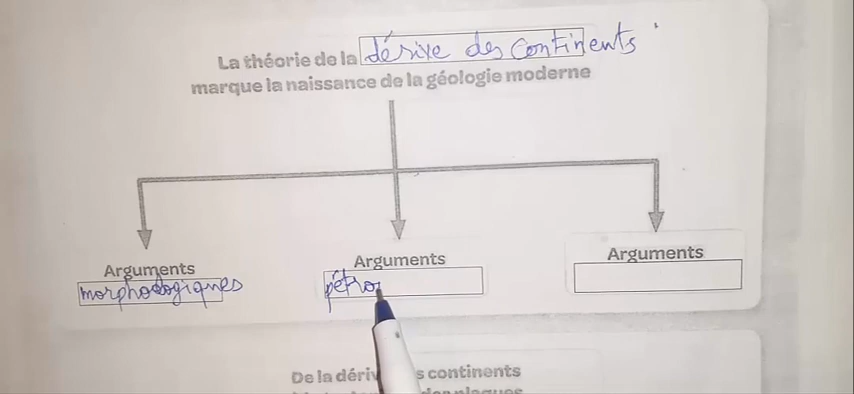 La théorie de la dérive des continents
marque la naissance de la géologie moderne
Arguments
morphologiques
Arguments
pétro
Arguments
De la dériv
s continents